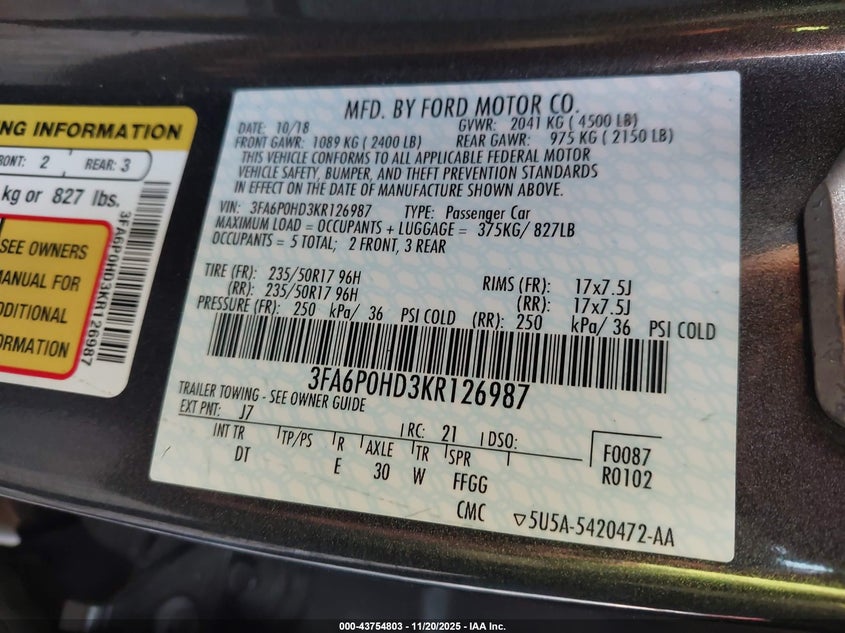 NG INFORMATION
RONT: 2 REAR: 3
kg or 827 lbs.
SEE OWNERS
MANUAL FOR
ADDITIONAL
FORMATION
3FA6P0HD3KR126987
MFD. BY FORD MOTOR CO.
DATE: 10/18 GVWR: 2041 KG ( 4500 LB)
FRONT GAWR: 1089 KG ( 2400 LB) REAR GAWR: 975 KG ( 2150 LB)
THIS VEHICLE CONFORMS TO ALL APPLICABLE FEDERAL MOTOR
VEHICLE SAFETY, BUMPER, AND THEFT PREVENTION STANDARDS
IN EFFECT ON THE DATE OF MANUFACTURE SHOWN ABOVE.
VIN: 3FA6P0HD3KR126987 TYPE: Passenger Car
MAXIMUM LOAD = OCCUPANTS + LUGGAGE = 375KG/ 827LB
OCCUPANTS = 5 TOTAL; 2 FRONT, 3 REAR
TIRE (FR): 235/50R17 96H RIMS (FR): 17x7.5J
(RR): 235/50R17 96H (RR): 17x7.5J
PRESSURE (FR): 250 kPa/ 36 PSI COLD (RR): 250 kPa/ 36 PSI COLD
3FA6P0HD3KR126987
TRAILER TOWING - SEE OWNER GUIDE
EXT PNT: J7 RC: 21 DSO: F0087
INT TR TP/PS R AXLE TR SPR R0102
DT E 30 W FFGG
CMC ▽5U5A-5420472-AA
000-43754803 — 11/20/2025 — IAA Inc.